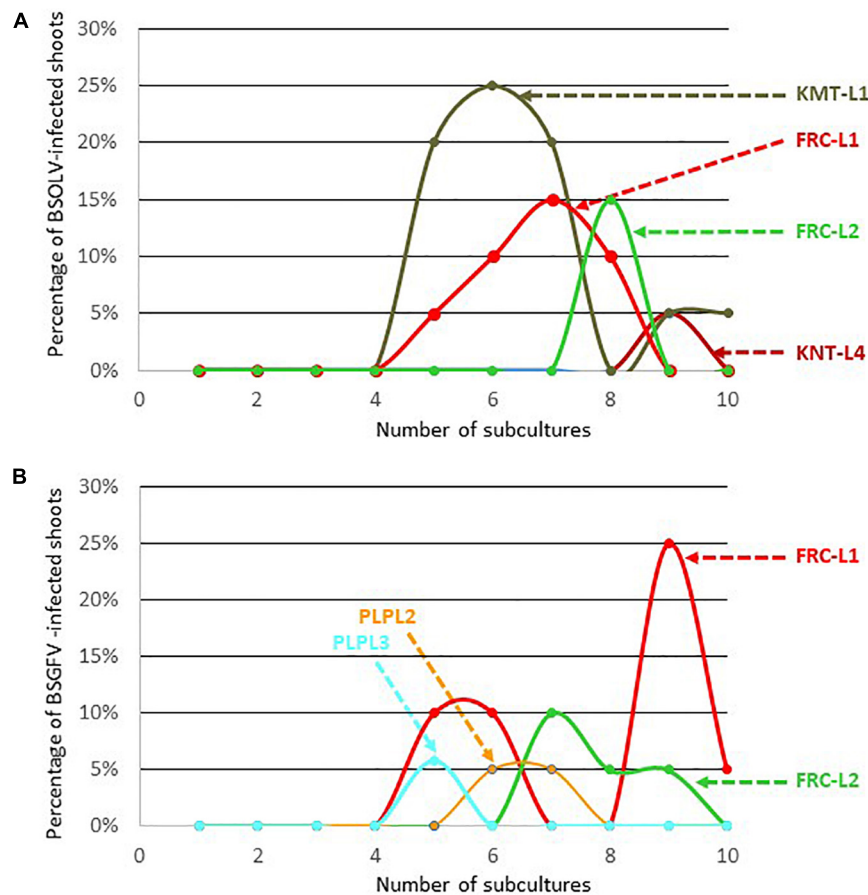 A
Percentage of BSOLV-infected shoots
30%
25%
20%
15%
10%
5%
0%
0 2 4 6 8 10
Number of subcultures
KMT-L1
FRC-L1
FRC-L2
KNT-L4
B
Percentage of BSGFV -infected shoots
30%
25%
20%
15%
10%
5%
0%
0 2 4 6 8 10
Number of subcultures
PLPL2
PLPL3
FRC-L1
FRC-L2